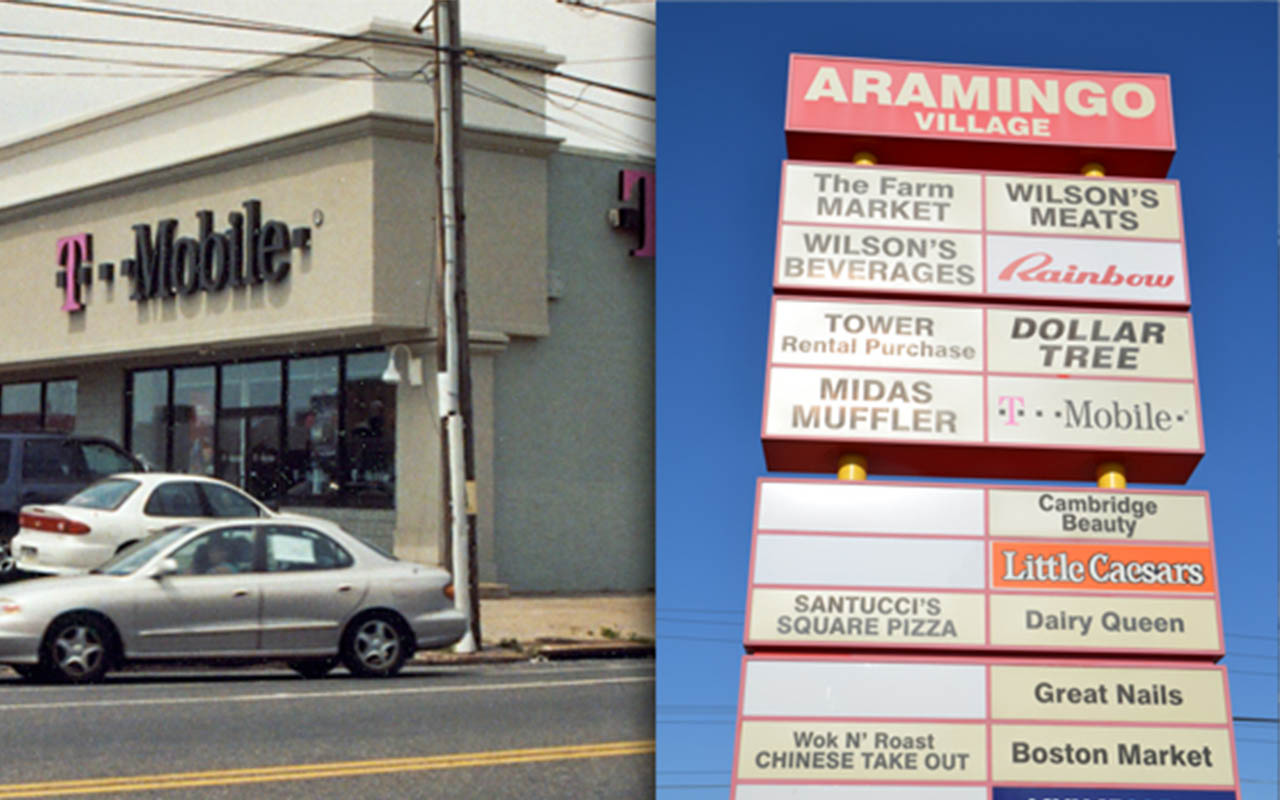 T··Mobile·®
T
ARAMINGO
VILLAGE
The Farm
MARKET
WILSON'S
MEATS
WILSON'S
BEVERAGES
Rainbow
TOWER
Rental Purchase
DOLLAR
TREE
MIDAS
MUFFLER
T··Mobile·
Cambridge
Beauty
Little Caesars
SANTUCCI'S
SQUARE PIZZA
Dairy Queen
Great Nails
Wok N' Roast
CHINESE TAKE OUT
Boston Market